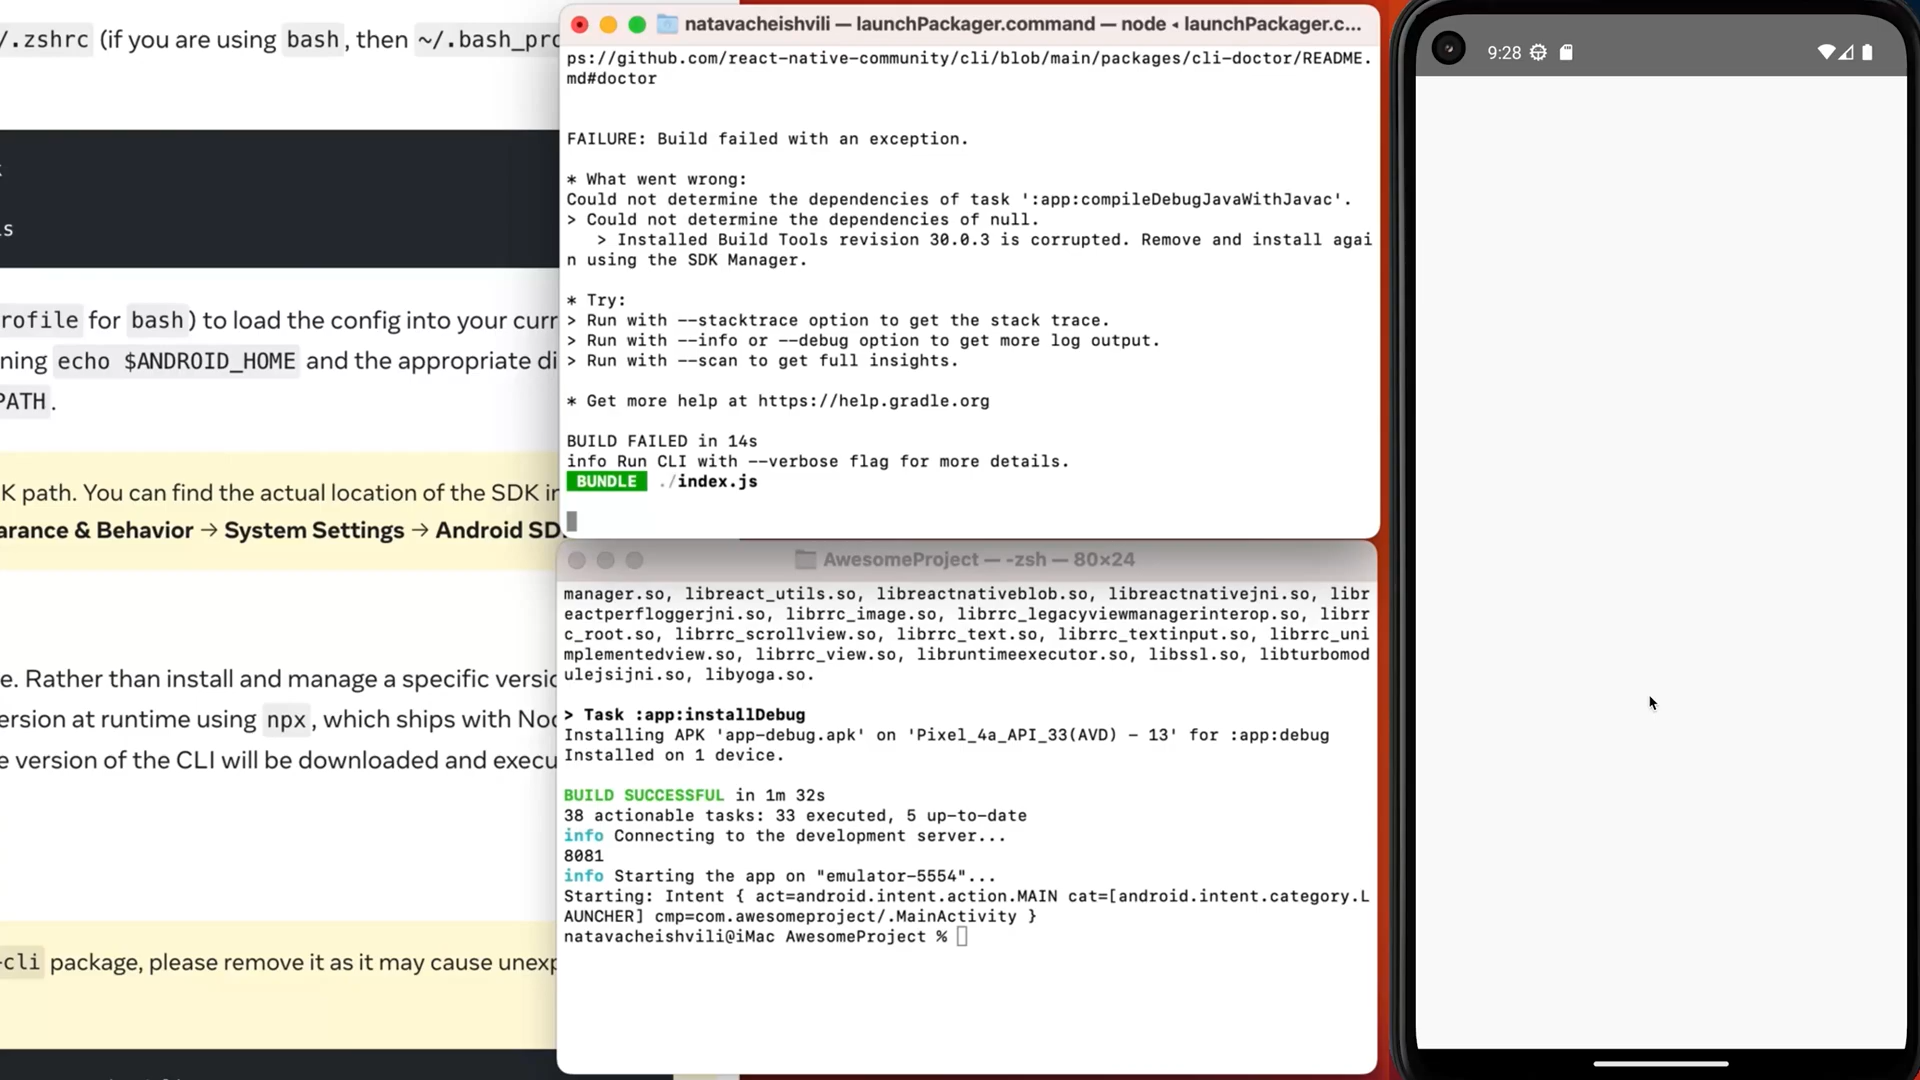 /.zshrc (if you are using bash, then ~/.bash_pro
rofile for bash) to load the config into your curr
ning echo $ANDROID_HOME and the appropriate di
PATH.
K path. You can find the actual location of the SDK in
arance & Behavior → System Settings → Android SD
e. Rather than install and manage a specific versio
ersion at runtime using npx, which ships with Nod
e version of the CLI will be downloaded and execu
-cli package, please remove it as it may cause unexp
natavacheishvili — launchPackager.command — node ◂ launchPackager.c...
ps://github.com/react-native-community/cli/blob/main/packages/cli-doctor/README.
md#doctor
FAILURE: Build failed with an exception.
* What went wrong:
Could not determine the dependencies of task ':app:compileDebugJavaWithJavac'.
> Could not determine the dependencies of null.
> Installed Build Tools revision 30.0.3 is corrupted. Remove and install agai
n using the SDK Manager.
* Try:
> Run with --stacktrace option to get the stack trace.
> Run with --info or --debug option to get more log output.
> Run with --scan to get full insights.
* Get more help at https://help.gradle.org
BUILD FAILED in 14s
info Run CLI with --verbose flag for more details.
BUNDLE ./index.js
AwesomeProject — -zsh — 80×24
manager.so, libreact_utils.so, libreactnativeblob.so, libreactnativejni.so, libr
eactperfloggerjni.so, librrc_image.so, librrc_legacyviewmanagerinterop.so, librr
c_root.so, librrc_scrollview.so, librrc_text.so, librrc_textinput.so, librrc_uni
mplementedview.so, librrc_view.so, libruntimeexecutor.so, libssl.so, libturbomod
ulejsijni.so, libyoga.so.
> Task :app:installDebug
Installing APK 'app-debug.apk' on 'Pixel_4a_API_33(AVD) - 13' for :app:debug
Installed on 1 device.
BUILD SUCCESSFUL in 1m 32s
38 actionable tasks: 33 executed, 5 up-to-date
info Connecting to the development server...
8081
info Starting the app on "emulator-5554"...
Starting: Intent { act=android.intent.action.MAIN cat=[android.intent.category.L
AUNCHER] cmp=com.awesomeproject/.MainActivity }
natavacheishvili@iMac AwesomeProject %
9:28